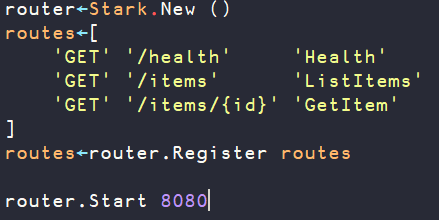 router←Stark.New ()
routes←[
    'GET' '/health'     'Health'
    'GET' '/items'      'ListItems'
    'GET' '/items/{id}' 'GetItem'
]
routes←router.Register routes

router.Start 8080